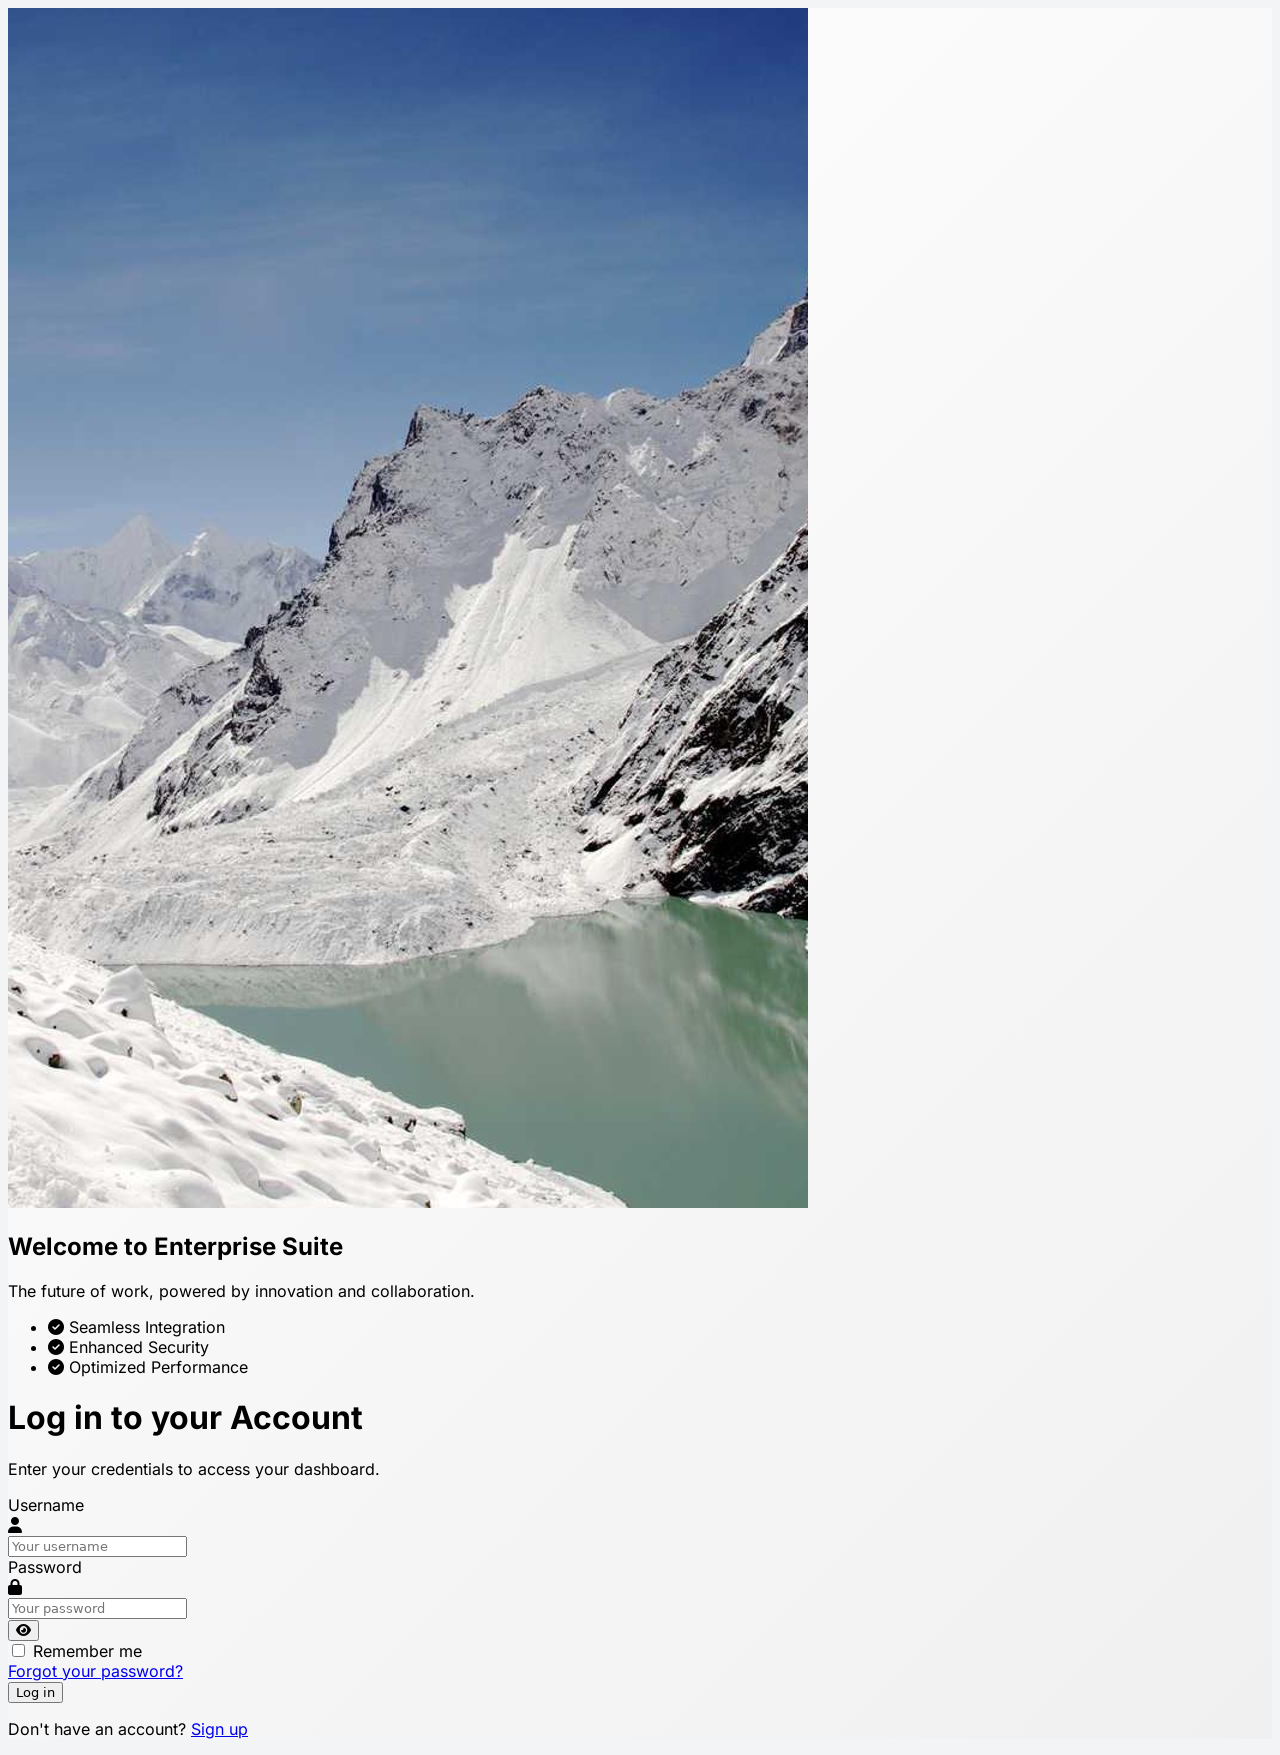 Welcome to Enterprise Suite
The future of work, powered by innovation and collaboration.
Seamless Integration
Enhanced Security
Optimized Performance
Log in to your Account
Enter your credentials to access your dashboard.
Username
Your username
Password
Your password
Remember me
Forgot your password?
Log in
Don't have an account? Sign up